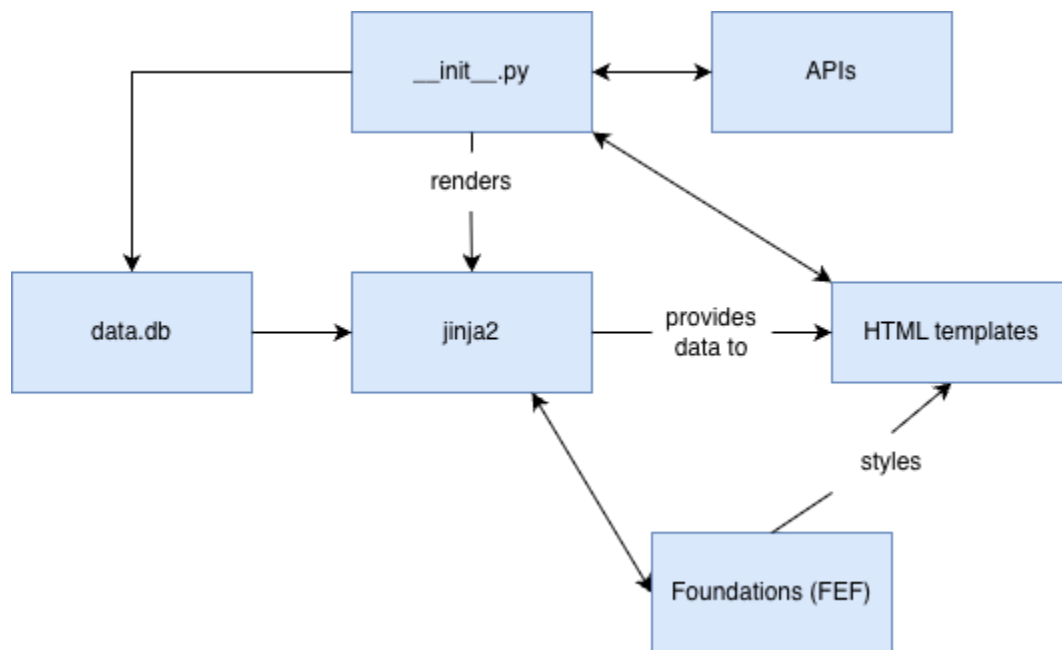 __init__.py
APIs
renders
data.db
jinja2
provides
data to
HTML templates
styles
Foundations (FEF)